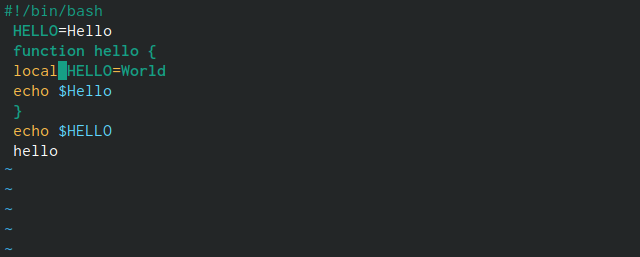 #!/bin/bash
HELLO=Hello
function hello {
local HELLO=World
echo $Hello
}
echo $HELLO
hello
~
~
~
~
~